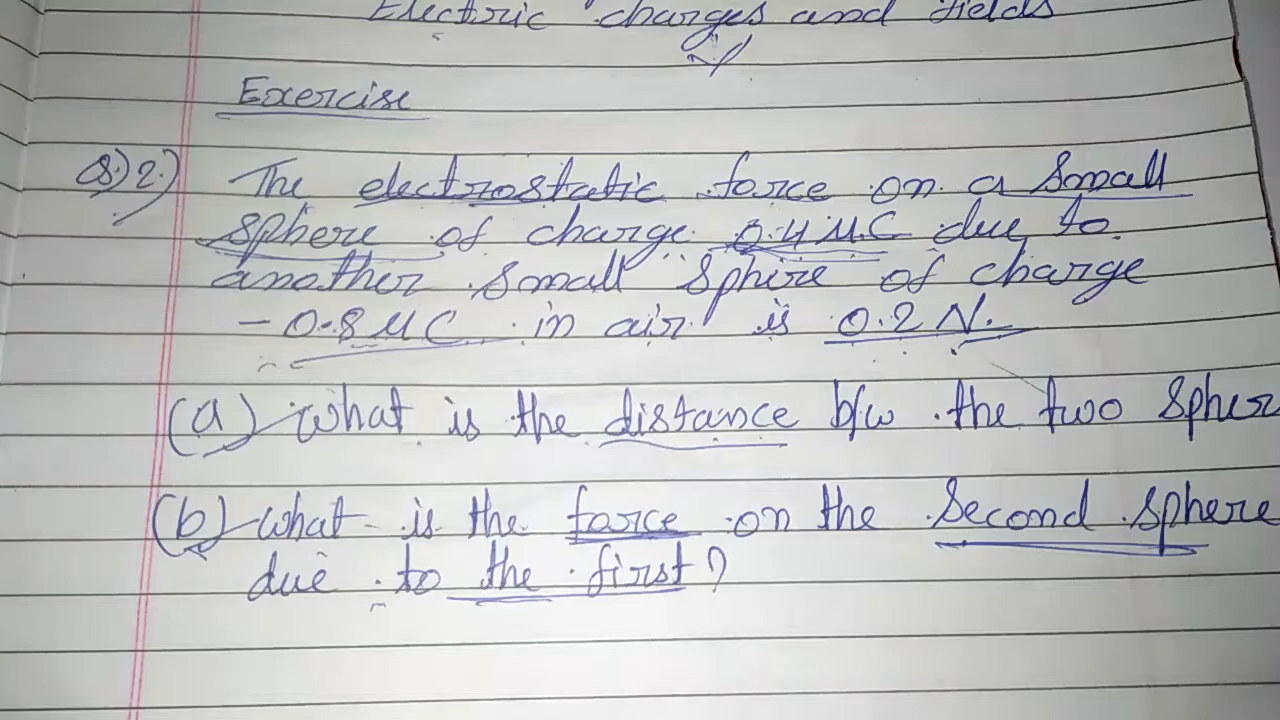 Electric charges and fields
Exercise
Q.)2.) The electrostatic force on a small
sphere of charge 0.4 μC due to
another small sphire of charge
-0.8 μC in air is 0.2 N.
(a) what is the distance b/w the two spher
(b) what is the force on the second sphere
due to the first?